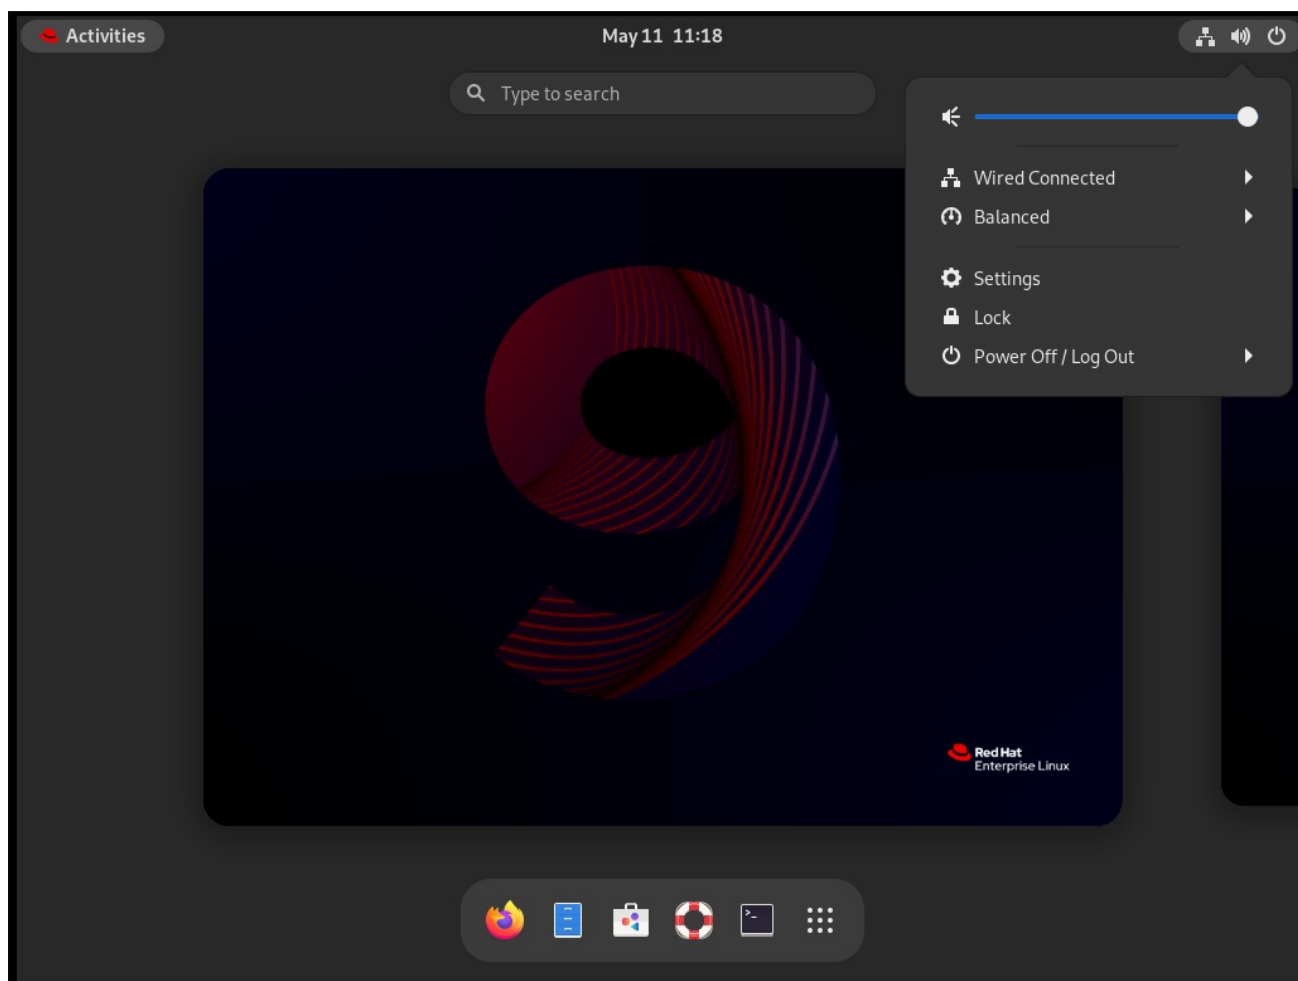 Activities
May 11 11:18
Type to search
Wired Connected
Balanced
Settings
Lock
Power Off / Log Out
9
Red Hat
Enterprise Linux
>_